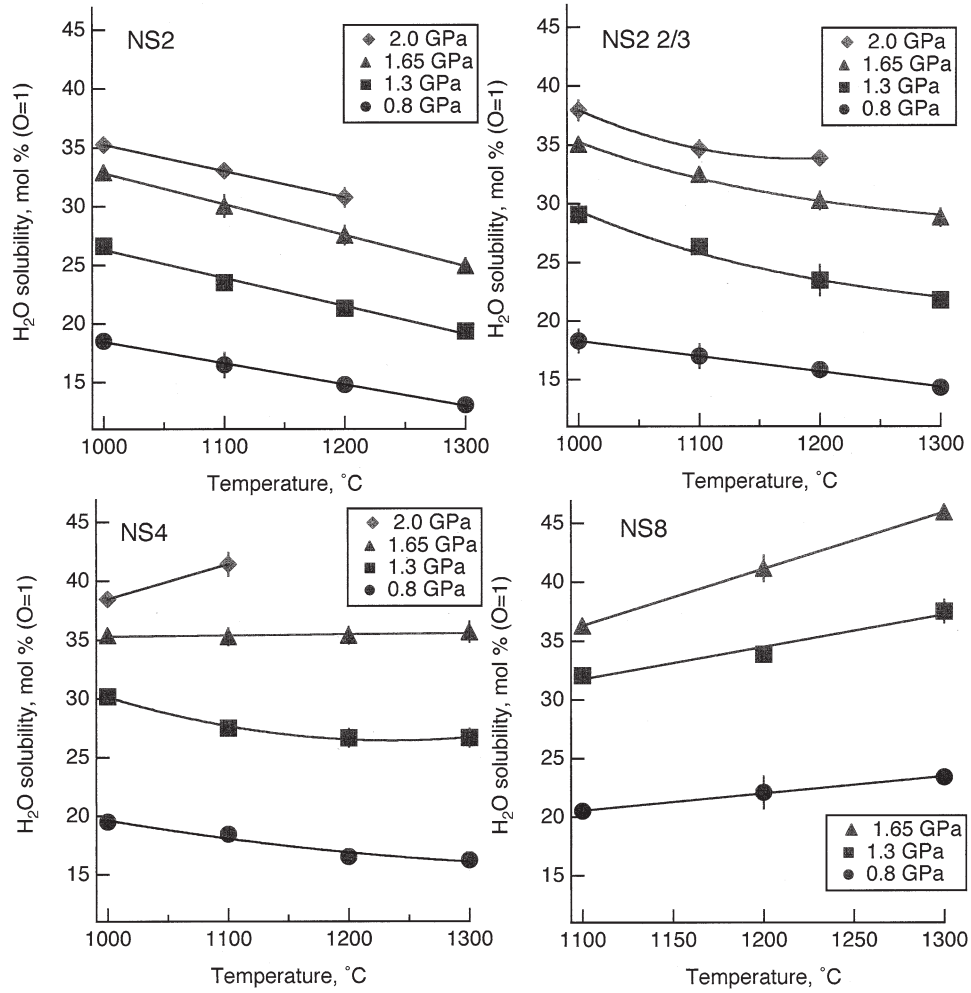 NS2
2.0 GPa
1.65 GPa
1.3 GPa
0.8 GPa
H2O solubility, mol % (O=1)
45
40
35
30
25
20
15
1000 1100 1200 1300
Temperature, ˚C
NS2 2/3
2.0 GPa
1.65 GPa
1.3 GPa
0.8 GPa
H2O solubility, mol % (O=1)
45
40
35
30
25
20
15
1000 1100 1200 1300
Temperature, ˚C
NS4
2.0 GPa
1.65 GPa
1.3 GPa
0.8 GPa
H2O solubility, mol % (O=1)
45
40
35
30
25
20
15
1000 1100 1200 1300
Temperature, ˚C
NS8
H2O solubility, mol % (O=1)
45
40
35
30
25
20
15
1.65 GPa
1.3 GPa
0.8 GPa
1100 1150 1200 1250 1300
Temperature, ˚C